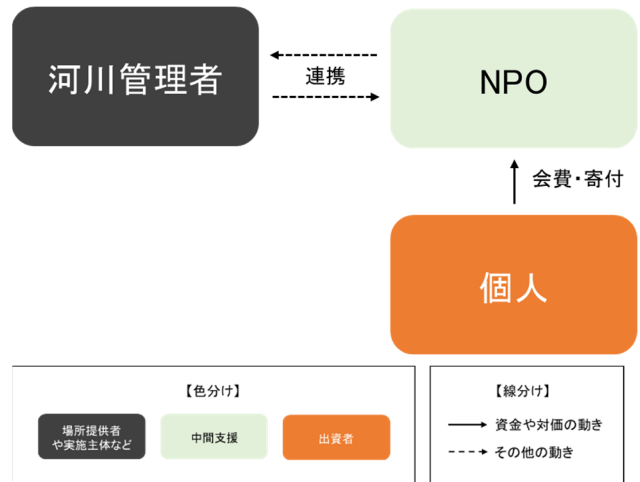 河川管理者
連携
NPO
会費・寄付
個人
【色分け】
場所提供者
や実施主体など
中間支援
出資者
【線分け】
資金や対価の動き
その他の動き